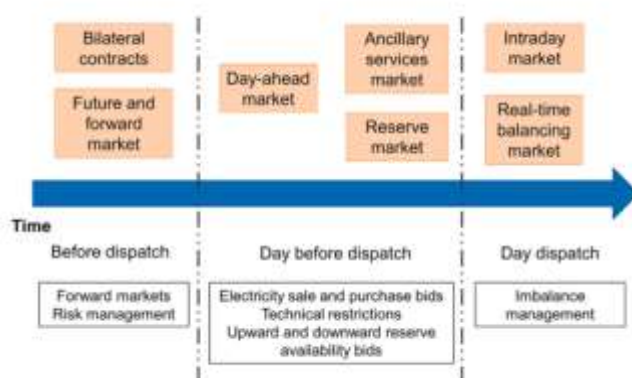 Bilateral
contracts
Future and
forward
market
Day-ahead
market
Ancillary
services
market
Reserve
market
Intraday
market
Real-time
balancing
market
Time
Before dispatch
Day before dispatch
Day dispatch
Forward markets
Risk management
Electricity sale and purchase bids
Technical restrictions
Upward and downward reserve
availability bids
Imbalance
management